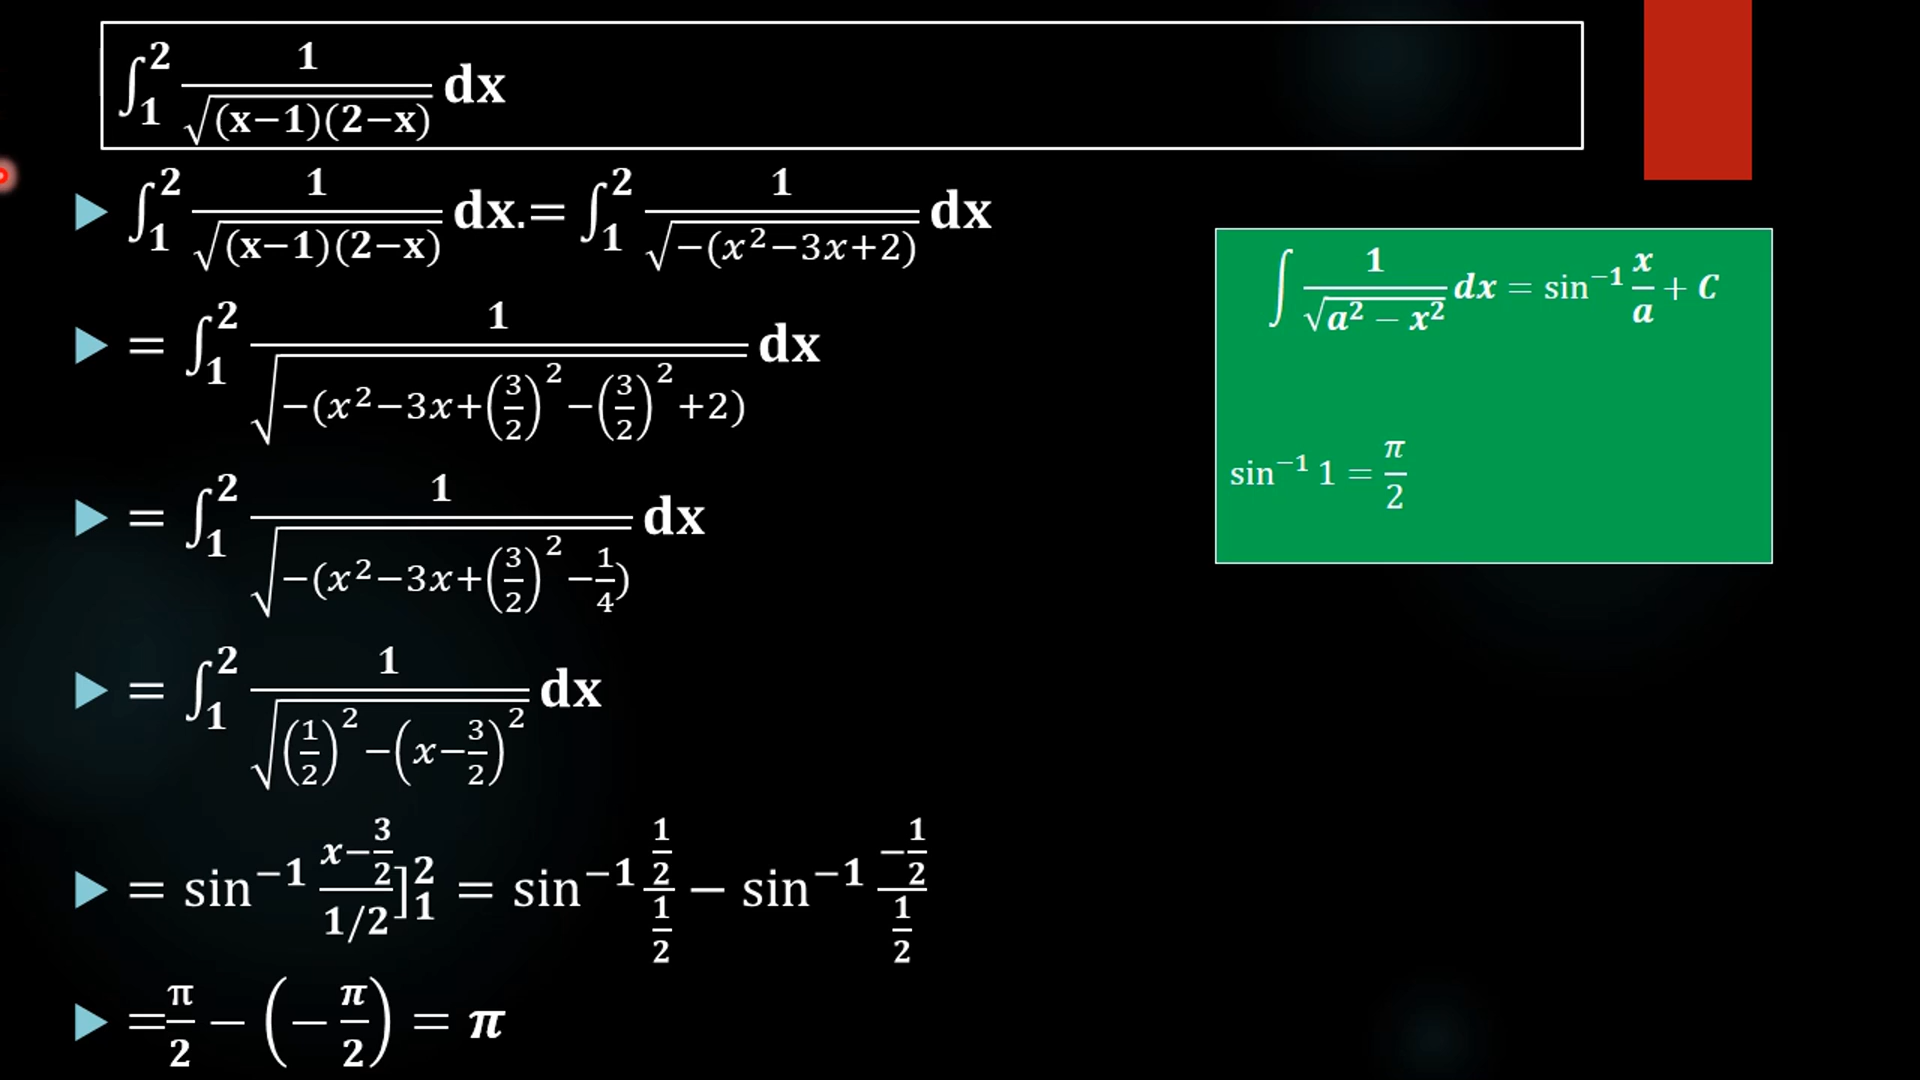 ∫₁² 1/√((x−1)(2−x)) dx
∫₁² 1/√((x−1)(2−x)) dx.= ∫₁² 1/√(−(x²−3x+2)) dx
= ∫₁² 1/√(−(x²−3x+(3/2)²−(3/2)²+2)) dx
= ∫₁² 1/√(−(x²−3x+(3/2)²−1/4)) dx
= ∫₁² 1/√((1/2)²−(x−3/2)²) dx
= sin⁻¹ (x−3/2)/(1/2)]₁² = sin⁻¹ (1/2)/(1/2) − sin⁻¹ (−1/2)/(1/2)
=π/2 − (−π/2) = π
∫ 1/√(a² − x²) dx = sin⁻¹ x/a + C
sin⁻¹ 1 = π/2